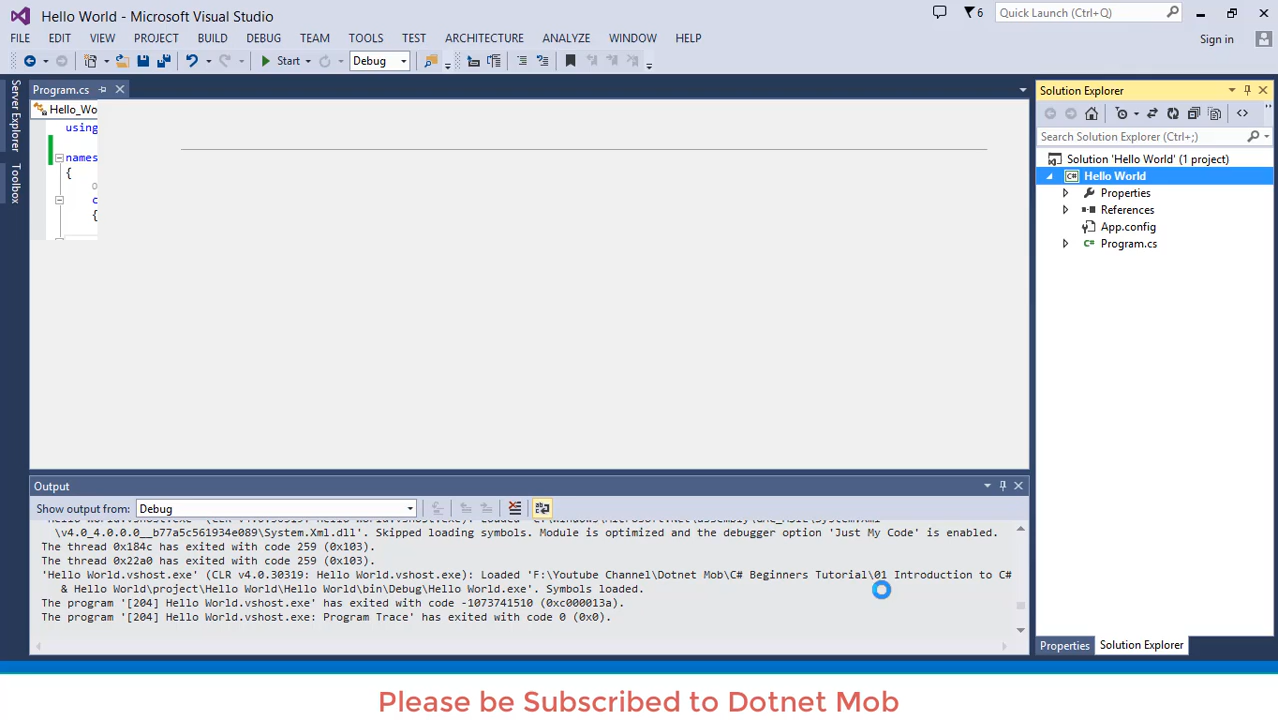 Hello World - Microsoft Visual Studio
6
Quick Launch (Ctrl+Q)
FILE EDIT VIEW PROJECT BUILD DEBUG TEAM TOOLS TEST ARCHITECTURE ANALYZE WINDOW HELP
Sign in
Start Debug
Server Explorer
Toolbox
Program.cs
Hello_Wo
using
names
{
c
{
Solution Explorer
Search Solution Explorer (Ctrl+;)
Solution 'Hello World' (1 project)
C# Hello World
Properties
References
App.config
C# Program.cs
Output
Show output from: Debug
\v4.0_4.0.0.0__b77a5c561934e089\System.Xml.dll'. Skipped loading symbols. Module is optimized and the debugger option 'Just My Code' is enabled.
The thread 0x184c has exited with code 259 (0x103).
The thread 0x22a0 has exited with code 259 (0x103).
'Hello World.vshost.exe' (CLR v4.0.30319: Hello World.vshost.exe): Loaded 'F:\Youtube Channel\Dotnet Mob\C# Beginners Tutorial\01 Introduction to C#
& Hello World\project\Hello World\Hello World\bin\Debug\Hello World.exe'. Symbols loaded.
The program '[204] Hello World.vshost.exe' has exited with code -1073741510 (0xc000013a).
The program '[204] Hello World.vshost.exe: Program Trace' has exited with code 0 (0x0).
Properties Solution Explorer
Please be Subscribed to Dotnet Mob